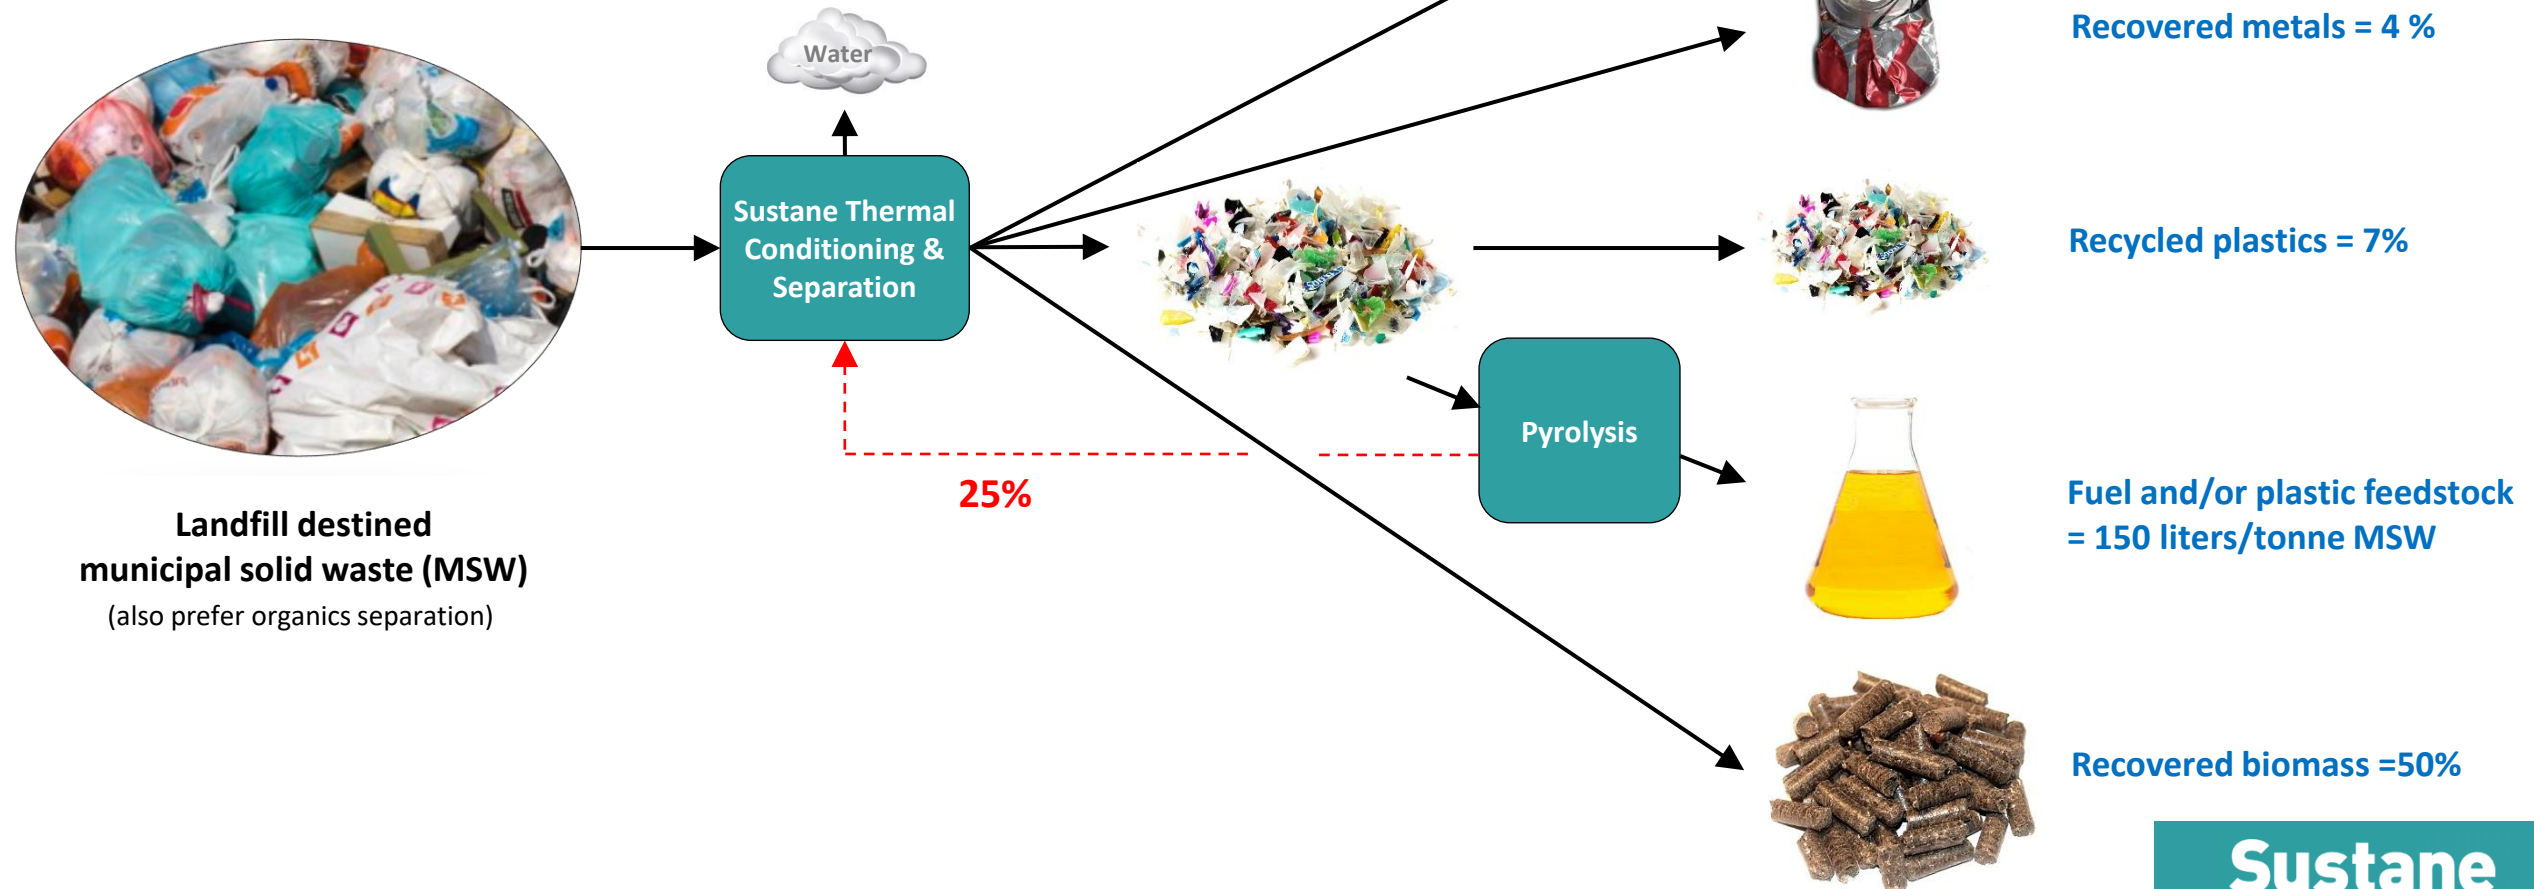 Water
Recovered metals = 4 %
Sustane Thermal
Conditioning &
Separation
Recycled plastics = 7%
Pyrolysis
25%
Fuel and/or plastic feedstock
= 150 liters/tonne MSW
Landfill destined
municipal solid waste (MSW)
(also prefer organics separation)
Recovered biomass =50%
Sustane